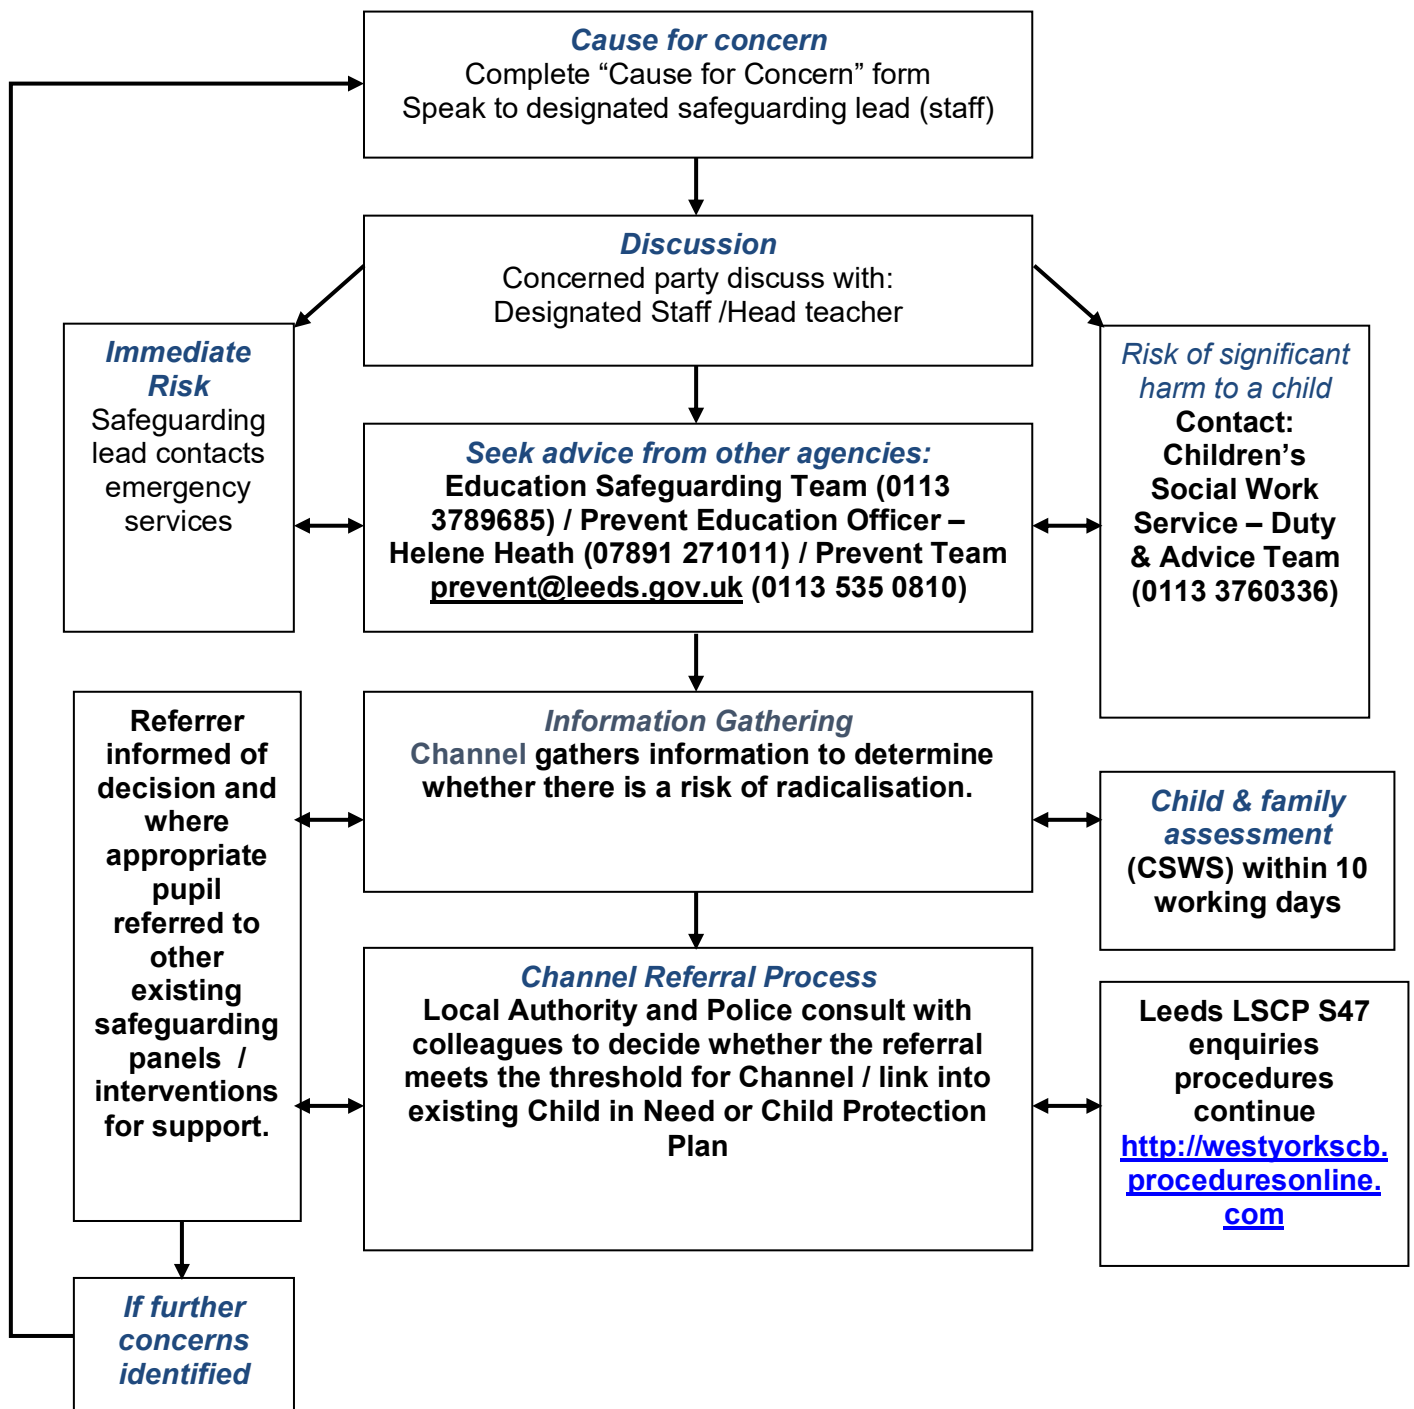 Cause for concern
Complete “Cause for Concern” form
Speak to designated safeguarding lead (staff)
Discussion
Concerned party discuss with:
Designated Staff /Head teacher
Immediate
Risk
Safeguarding
lead contacts
emergency
services
Seek advice from other agencies:
Education Safeguarding Team (0113
3789685) / Prevent Education Officer –
Helene Heath (07891 271011) / Prevent Team
prevent@leeds.gov.uk (0113 535 0810)
Risk of significant
harm to a child
Contact:
Children’s
Social Work
Service – Duty
& Advice Team
(0113 3760336)
Referrer
informed of
decision and
where
appropriate
pupil
referred to
other
existing
safeguarding
panels /
interventions
for support.
Information Gathering
Channel gathers information to determine
whether there is a risk of radicalisation.
Child & family
assessment
(CSWS) within 10
working days
Channel Referral Process
Local Authority and Police consult with
colleagues to decide whether the referral
meets the threshold for Channel / link into
existing Child in Need or Child Protection
Plan
Leeds LSCP S47
enquiries
procedures
continue
http://westyorkscb.
proceduresonline.
com
If further
concerns
identified